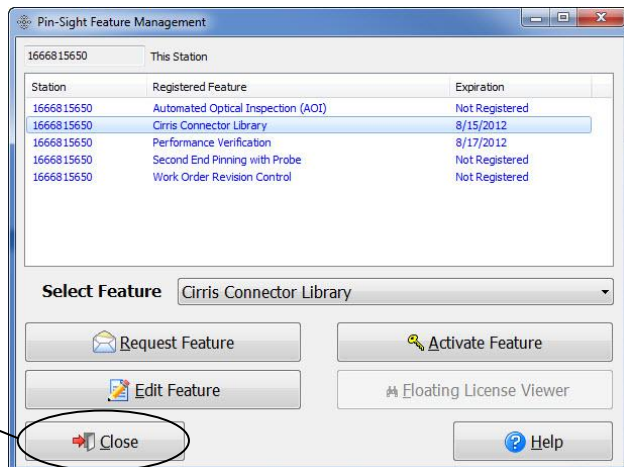 Pin-Sight Feature Management
1666815650 This Station
Station Registered Feature Expiration
1666815650 Automated Optical Inspection (AOI) Not Registered
1666815650 Cirris Connector Library 8/15/2012
1666815650 Performance Verification 8/17/2012
1666815650 Second End Pinning with Probe Not Registered
1666815650 Work Order Revision Control Not Registered
Select Feature Cirris Connector Library
Request Feature Activate Feature
Edit Feature Floating License Viewer
Close Help